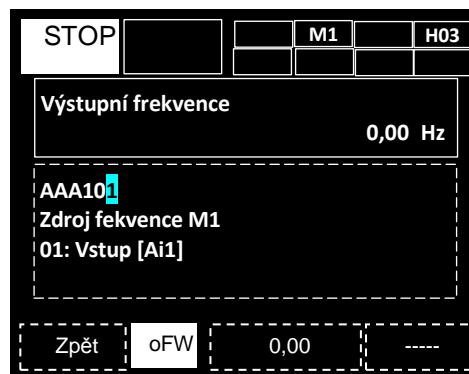 STOP M1 H03
Výstupní frekvence
0,00 Hz
AAA101
Zdroj fekvence M1
01: Vstup [Ai1]
Zpět oFW 0,00 -----